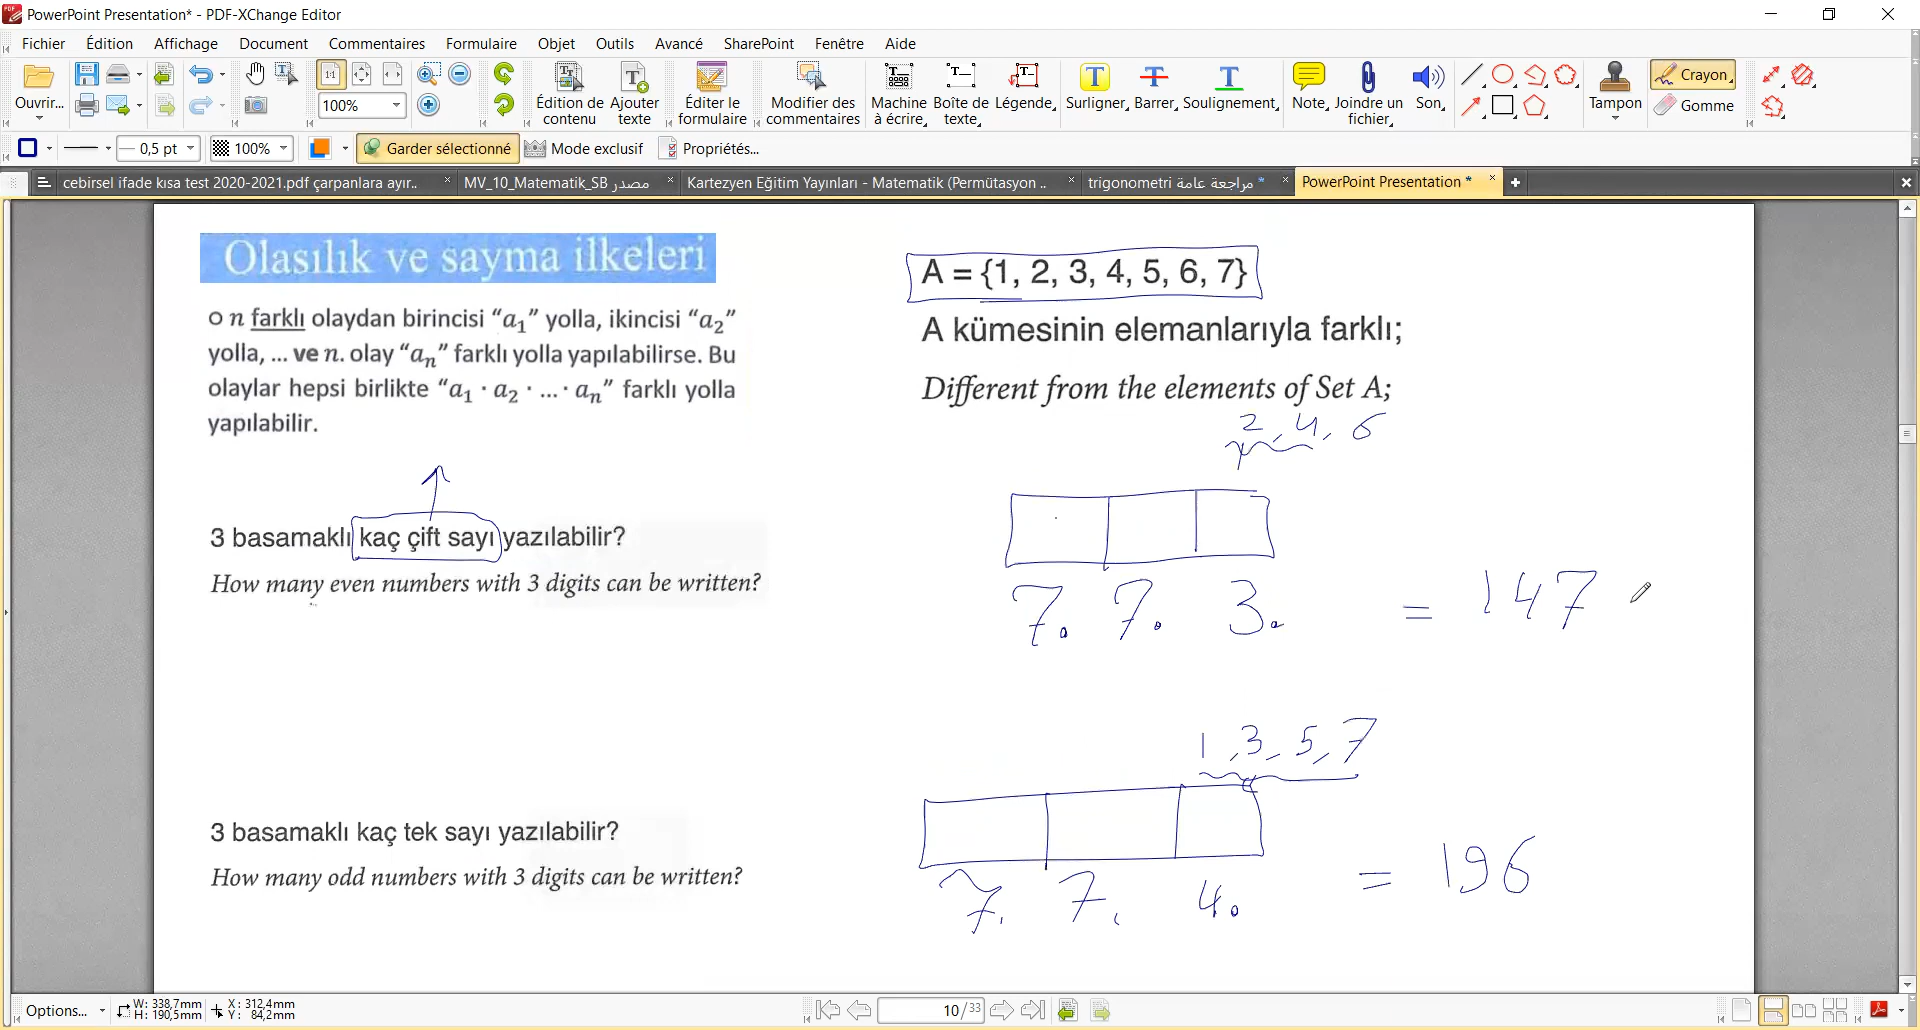 PowerPoint Presentation* - PDF-XChange Editor
Fichier Édition Affichage Document Commentaires Formulaire Objet Outils Avancé SharePoint Fenêtre Aide
Ouvrir... 1:1 100% Édition de contenu Ajouter texte Éditer le formulaire Modifier des commentaires Machine à écrire Boîte de texte Légende Surligner Barrer Soulignement Note Joindre un fichier Son Tampon Crayon Gomme
0,5 pt 100% Garder sélectionné Mode exclusif Propriétés...
cebirsel ifade kısa test 2020-2021.pdf çarpanlara ayır.. MV_10_Matematik_SB مصدر Kartezyen Eğitim Yayınları - Matematik (Permütasyon .. trigonometri مراجعة عامة * PowerPoint Presentation *
Olasılık ve sayma ilkeleri
○ n farklı olaydan birincisi “a₁” yolla, ikincisi “a₂”
yolla, ... ve n. olay “aₙ” farklı yolla yapılabilirse. Bu
olaylar hepsi birlikte “a₁ · a₂ · ... · aₙ” farklı yolla
yapılabilir.
A = {1, 2, 3, 4, 5, 6, 7}
A kümesinin elemanlarıyla farklı;
Different from the elements of Set A;
3 basamaklı kaç çift sayı yazılabilir?
How many even numbers with 3 digits can be written?
2, 4, 6
7. 7. 3. = 147
3 basamaklı kaç tek sayı yazılabilir?
How many odd numbers with 3 digits can be written?
1, 3, 5, 7
7. 7. 4. = 196
Options... W: 338,7mm H: 190,5mm X: 312,4mm Y: 84,2mm 10/33